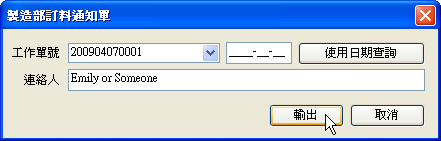 製造部訂料通知單
工作單號 200904070001 ____-__-__ 使用日期查詢
連絡人 Emily or Someone
輸出 取消